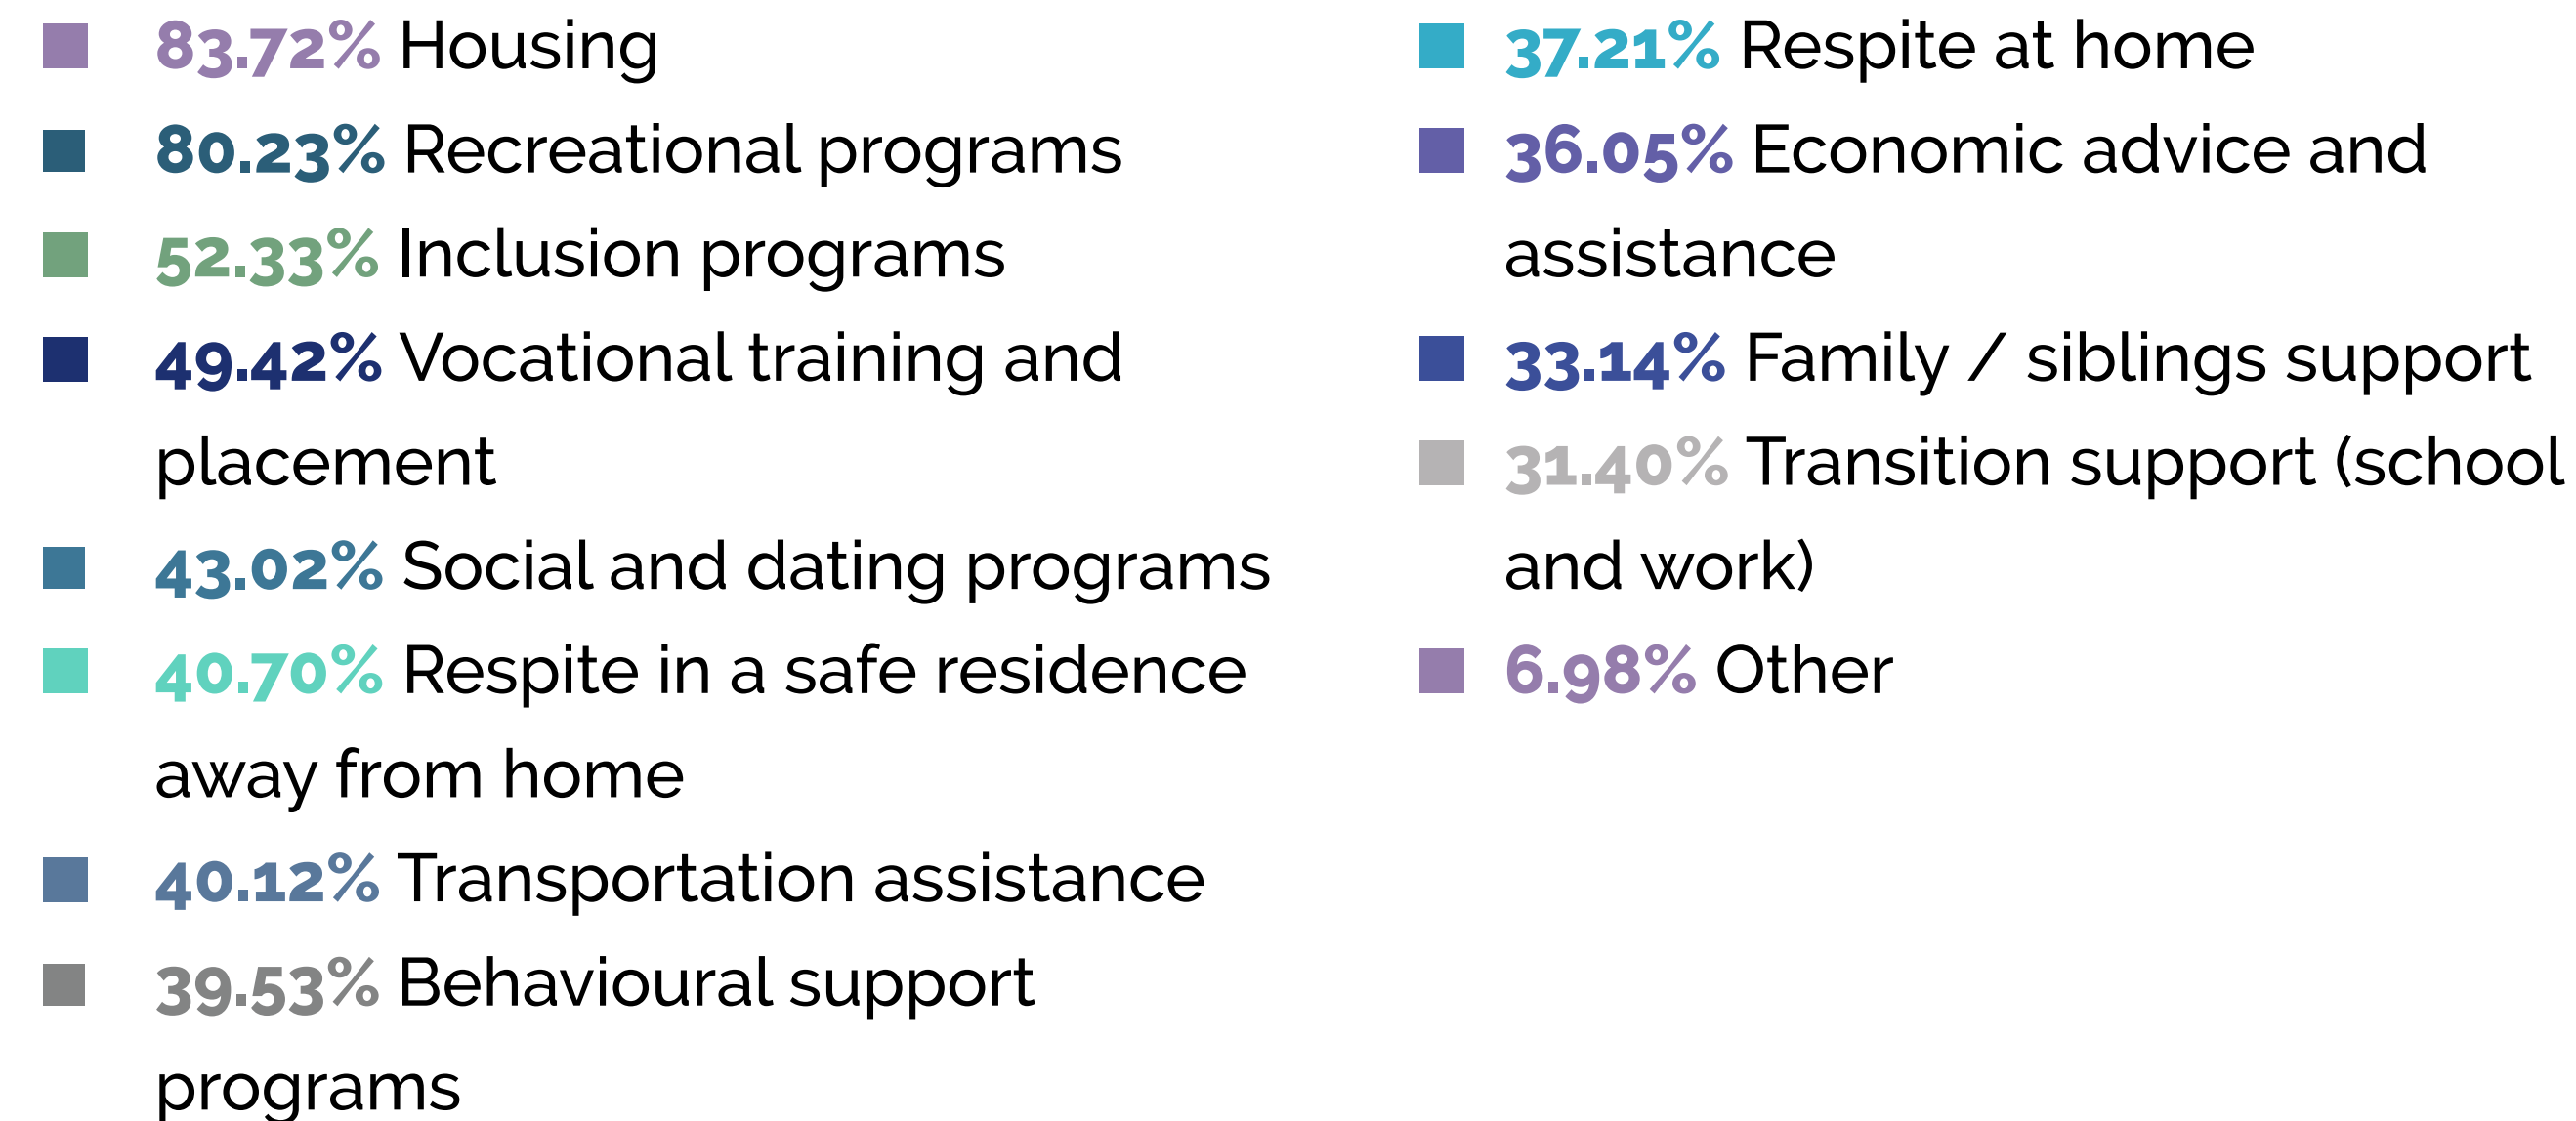 83.72% Housing
80.23% Recreational programs
52.33% Inclusion programs
49.42% Vocational training and
placement
43.02% Social and dating programs
40.70% Respite in a safe residence
away from home
40.12% Transportation assistance
39.53% Behavioural support
programs
37.21% Respite at home
36.05% Economic advice and
assistance
33.14% Family / siblings support
31.40% Transition support (school
and work)
6.98% Other